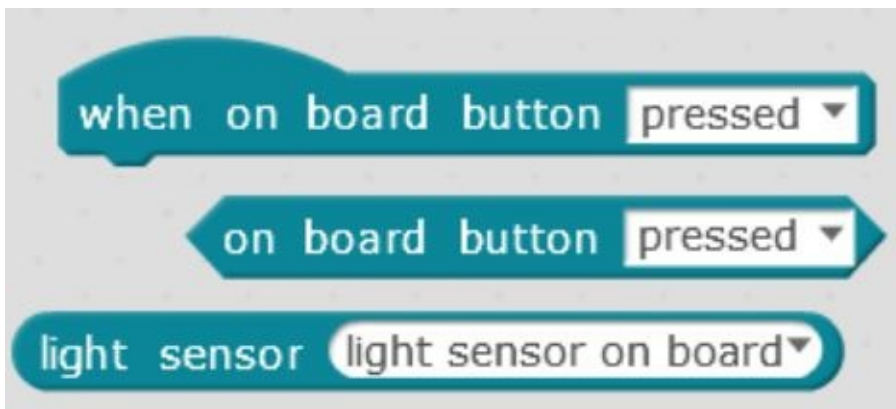 when on board button pressed
on board button pressed
light sensor light sensor on board